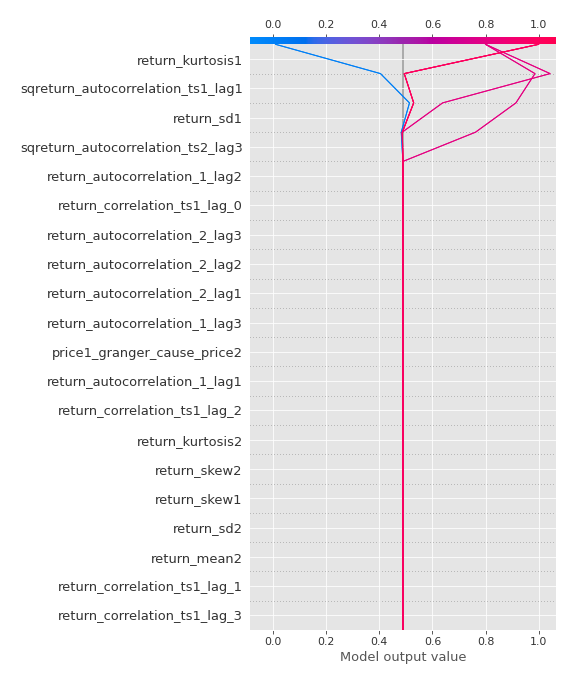 0.0 0.2 0.4 0.6 0.8 1.0
return_kurtosis1
sqreturn_autocorrelation_ts1_lag1
return_sd1
sqreturn_autocorrelation_ts2_lag3
return_autocorrelation_1_lag2
return_correlation_ts1_lag_0
return_autocorrelation_2_lag3
return_autocorrelation_2_lag2
return_autocorrelation_2_lag1
return_autocorrelation_1_lag3
price1_granger_cause_price2
return_autocorrelation_1_lag1
return_correlation_ts1_lag_2
return_kurtosis2
return_skew2
return_skew1
return_sd2
return_mean2
return_correlation_ts1_lag_1
return_correlation_ts1_lag_3
0.0 0.2 0.4 0.6 0.8 1.0
Model output value